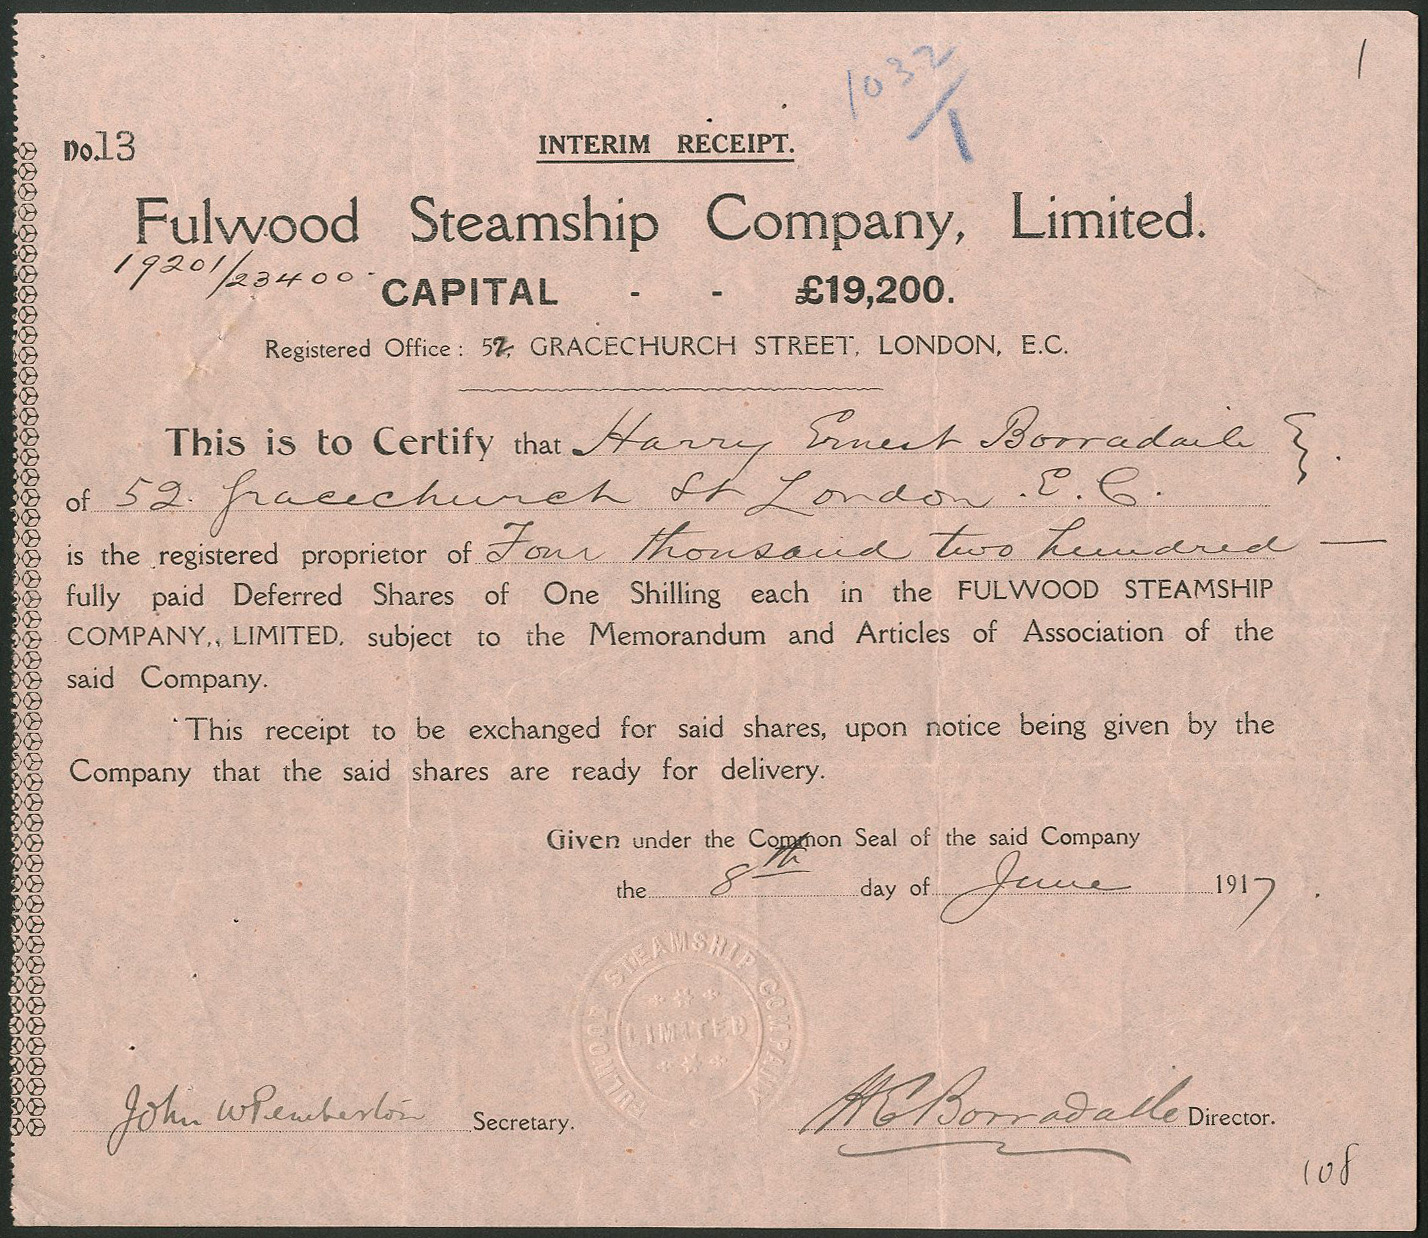 1
1032/1
No. 13
INTERIM RECEIPT.
Fulwood Steamship Company, Limited.
19201/23400.
CAPITAL - - £19,200.
Registered Office: 52, GRACECHURCH STREET, LONDON, E.C.
This is to Certify that Harry Ernest Borradaile
of 52. Gracechurch St London. E.C.
is the registered proprietor of Four thousand two hundred —
fully paid Deferred Shares of One Shilling each in the FULWOOD STEAMSHIP
COMPANY, LIMITED, subject to the Memorandum and Articles of Association of the
said Company.
This receipt to be exchanged for said shares, upon notice being given by the
Company that the said shares are ready for delivery.
Given under the Common Seal of the said Company
the 8th day of June 1917
FULWOOD STEAMSHIP COMPANY
LIMITED
John W Pemberton Secretary.
H E Borradaile Director.
108